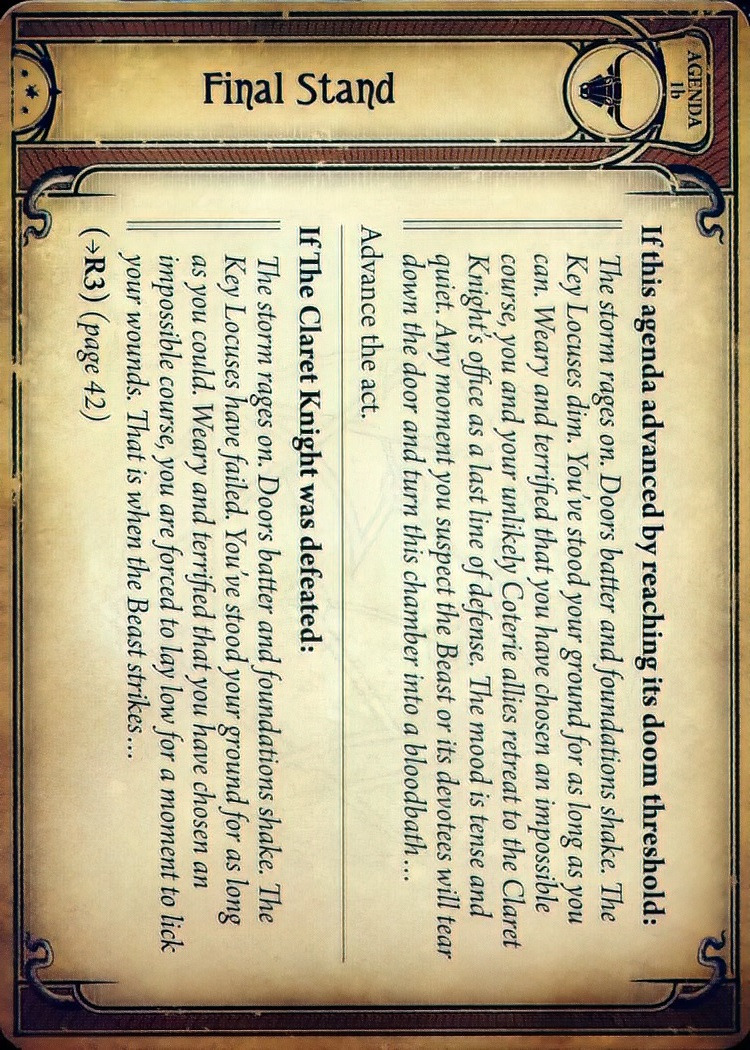 AGENDA
1b
Final Stand
If this agenda advanced by reaching its doom threshold:
The storm rages on. Doors batter and foundations shake. The
Key Locuses dim. You've stood your ground for as long as you
can. Weary and terrified that you have chosen an impossible
course, you and your unlikely Coterie allies retreat to the Claret
Knight's office as a last line of defense. The mood is tense and
quiet. Any moment you suspect the Beast or its devotees will tear
down the door and turn this chamber into a bloodbath…
Advance the act.
If The Claret Knight was defeated:
The storm rages on. Doors batter and foundations shake. The
Key Locuses have failed. You've stood your ground for as long
as you could. Weary and terrified that you have chosen an
impossible course, you are forced to lay low for a moment to lick
your wounds. That is when the Beast strikes…
(→R3) (page 42)